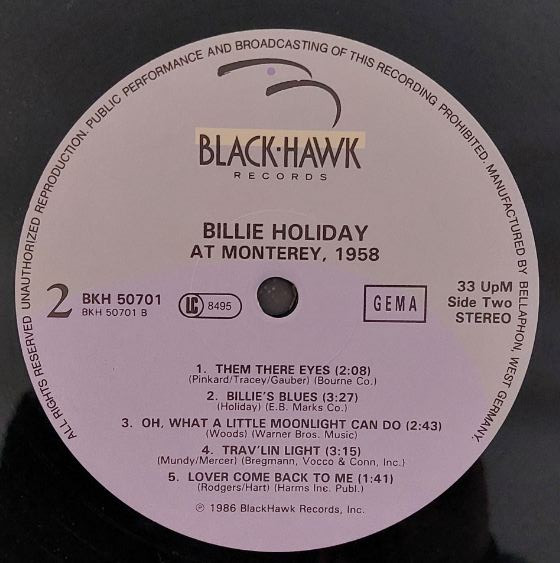 ALL RIGHTS RESERVED UNAUTHORIZED REPRODUCTION. PUBLIC PERFORMANCE AND BROADCASTING OF THIS RECORDING PROHIBITED. MANUFACTURED BY BELLAPHON, WEST GERMANY.
BLACK·HAWK
RECORDS
BILLIE HOLIDAY
AT MONTEREY, 1958
2
BKH 50701
BKH 50701 B
LC 8495
GEMA
33 UpM
Side Two
STEREO
1. THEM THERE EYES (2:08)
(Pinkard/Tracey/Gauber) (Bourne Co.)
2. BILLIE'S BLUES (3:27)
(Holiday) (E.B. Marks Co.)
3. OH, WHAT A LITTLE MOONLIGHT CAN DO (2:43)
(Woods) (Warner Bros. Music)
4. TRAV'LIN LIGHT (3:15)
(Mundy/Mercer) (Bregmann, Vocco & Conn, Inc.)
5. LOVER COME BACK TO ME (1:41)
(Rodgers/Hart) (Harms Inc. Publ.)
℗ 1986 BlackHawk Records, Inc.